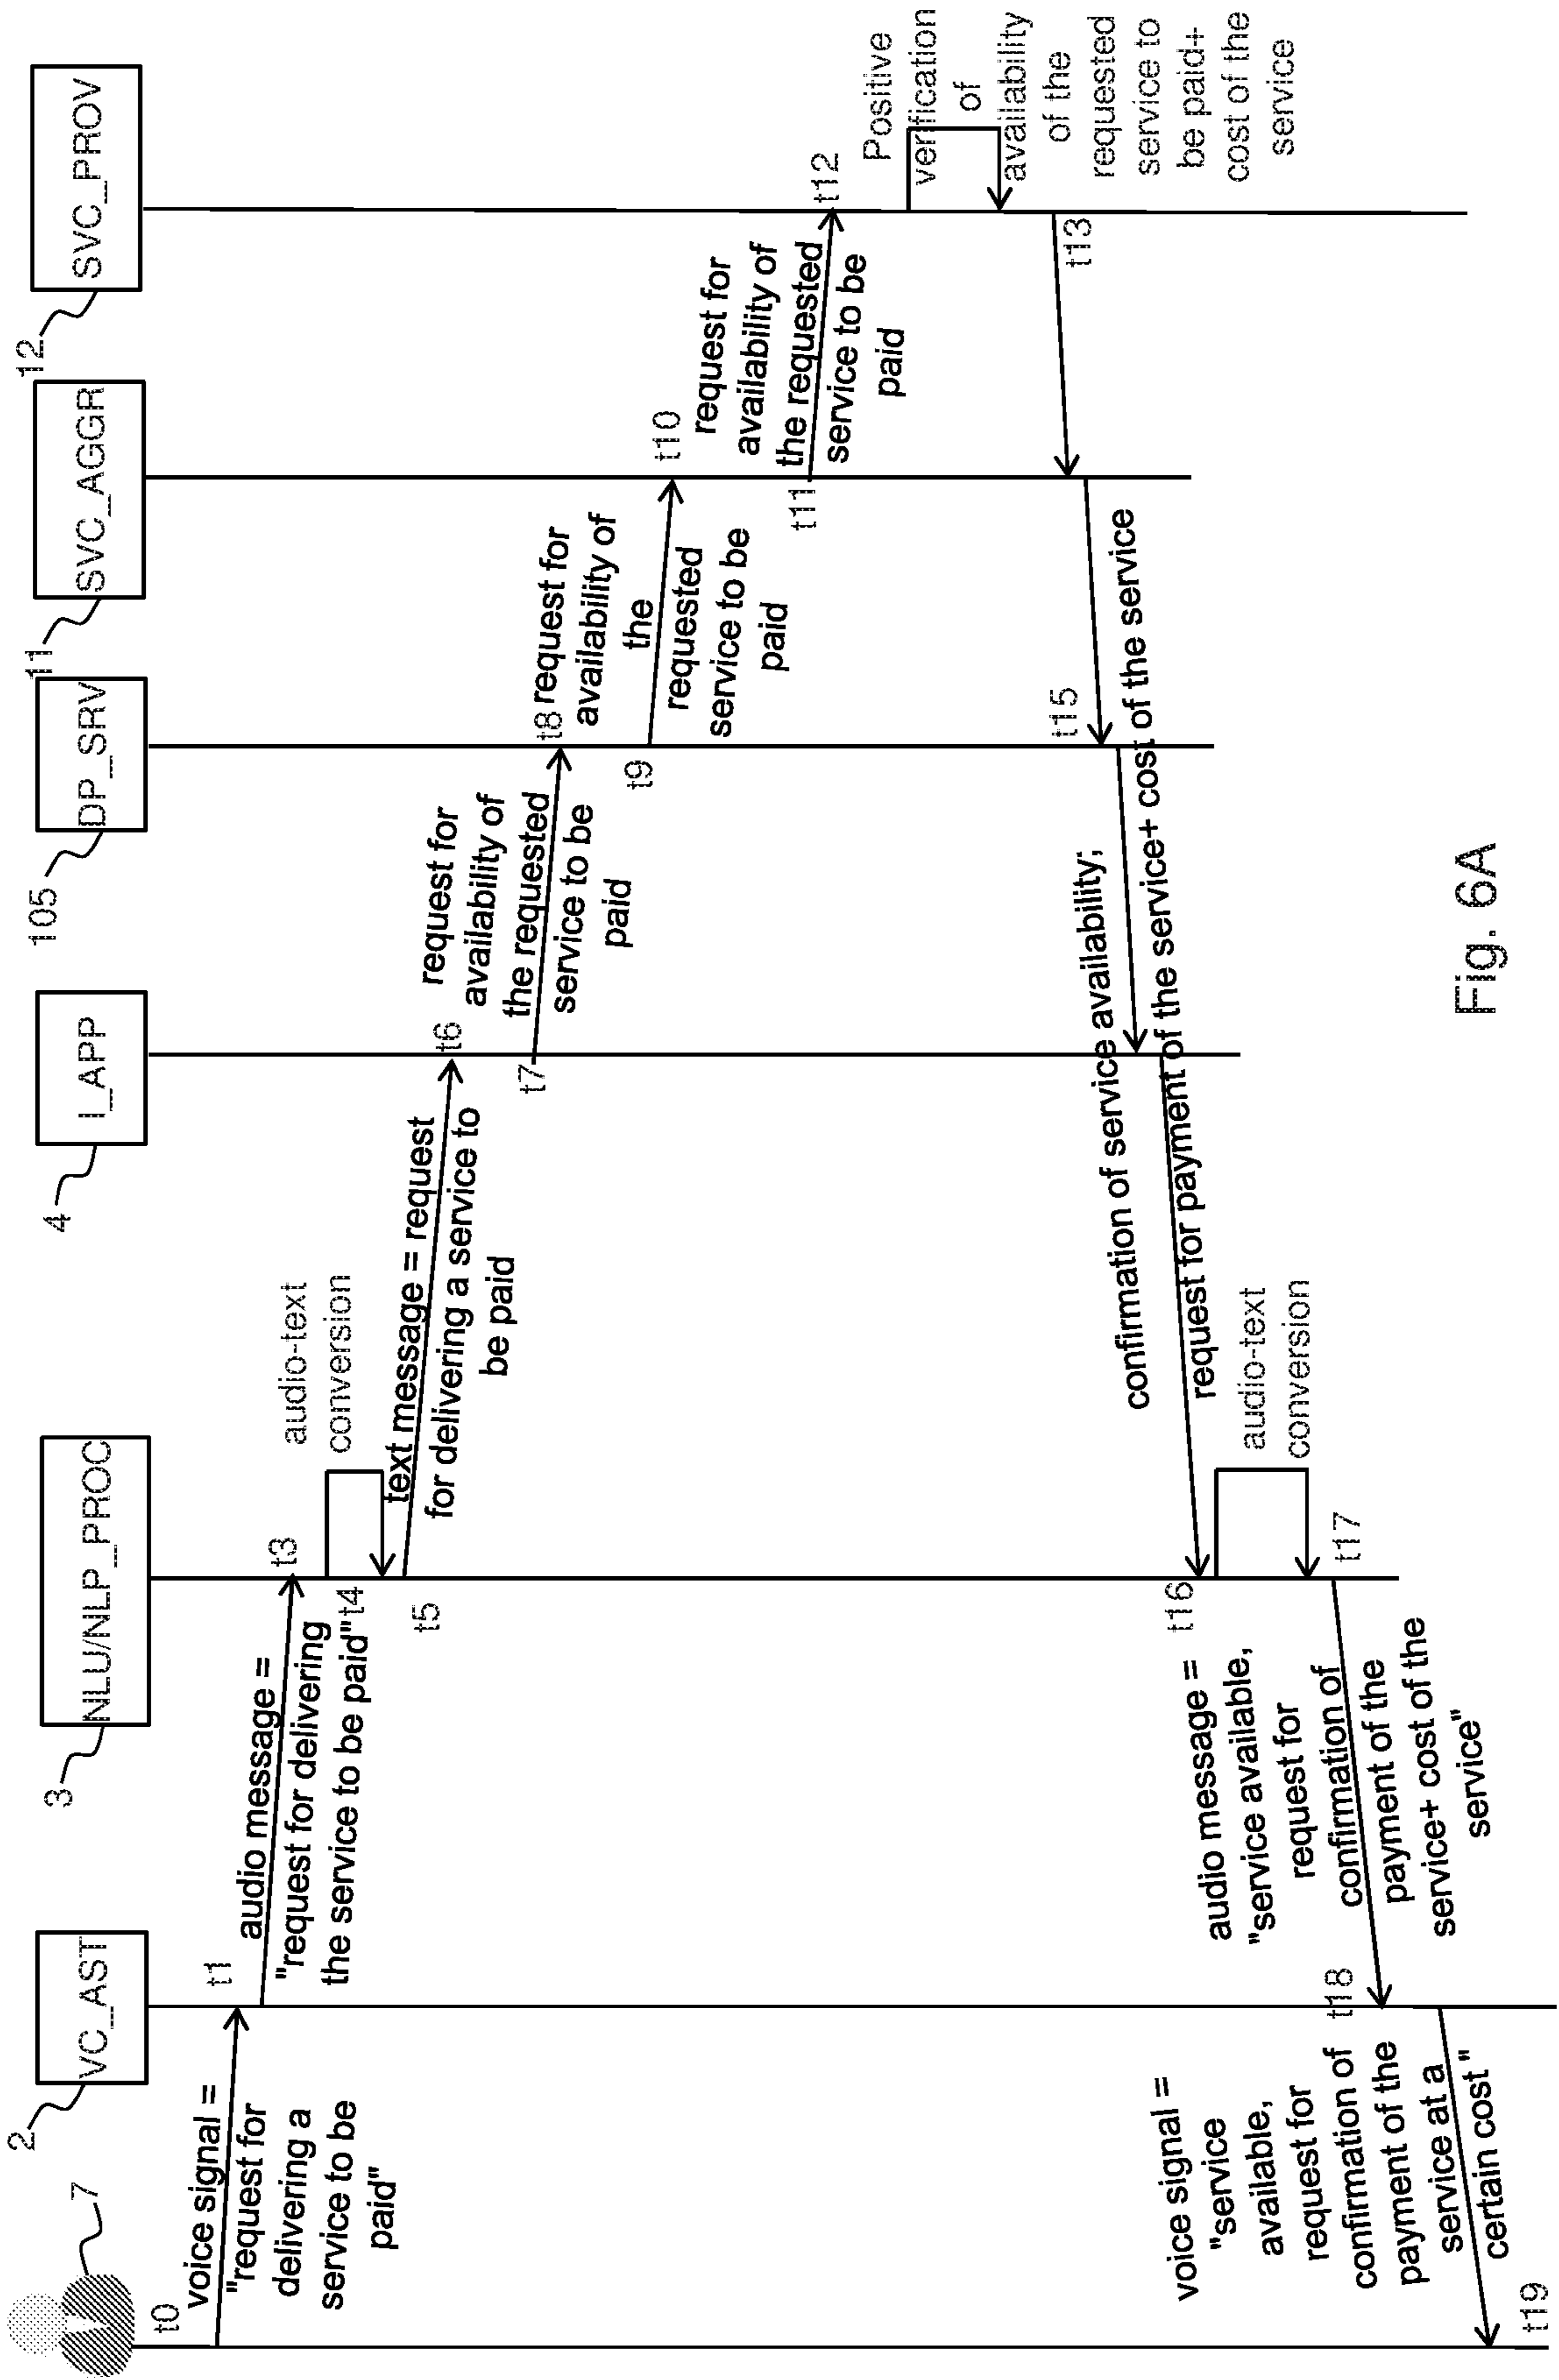 7
2
VC_AST
3
NLU/NLP_PROC
4
I_APP
105
DP_SRV
11
SVC_AGGR
12
SVC_PROV
t0
voice signal =
"request for
delivering a
service to be
paid"
t1
audio message =
"request for delivering
the service to be paid"
t3
t4
audio-text
conversion
t5
text message = request
for delivering a service to
be paid
t6
t7
request for
availability of
the requested
service to be
paid
t8
request for
availability of
the
requested
service to be
paid
t9
t10
request for
availability of
the requested
service to be
paid
t11
t12
Positive
verification
of
availability
of the
requested
service to
be paid+
cost of the
service
t13
t15
confirmation of service availability;
request for payment of the service+ cost of the service
t16
audio-text
conversion
t17
audio message =
"service available,
request for
confirmation of
payment of the
service+ cost of the
service"
t18
voice signal =
"service
available,
request for
confirmation of
payment of the
service at a
certain cost "
t19
Fig. 6A